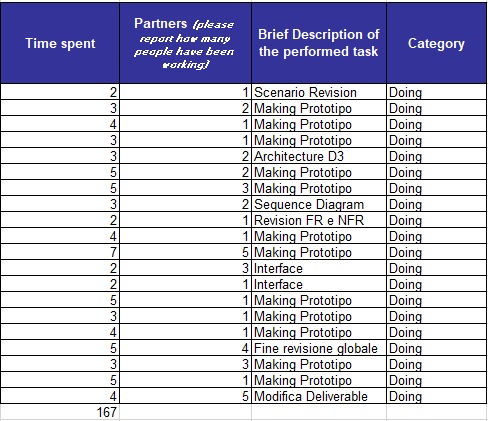 Time spent Partners (please report how many people have been working) Brief Description of the performed task Category
2 1 Scenario Revision Doing
3 2 Making Prototipo Doing
4 1 Making Prototipo Doing
3 1 Making Prototipo Doing
3 2 Architecture D3 Doing
5 2 Making Prototipo Doing
5 3 Making Prototipo Doing
3 2 Sequence Diagram Doing
2 1 Revision FR e NFR Doing
4 1 Making Prototipo Doing
7 5 Making Prototipo Doing
2 3 Interface Doing
2 1 Interface Doing
5 1 Making Prototipo Doing
3 1 Making Prototipo Doing
4 1 Making Prototipo Doing
5 4 Fine revisione globale Doing
3 3 Making Prototipo Doing
5 1 Making Prototipo Doing
4 5 Modifica Deliverable Doing
167